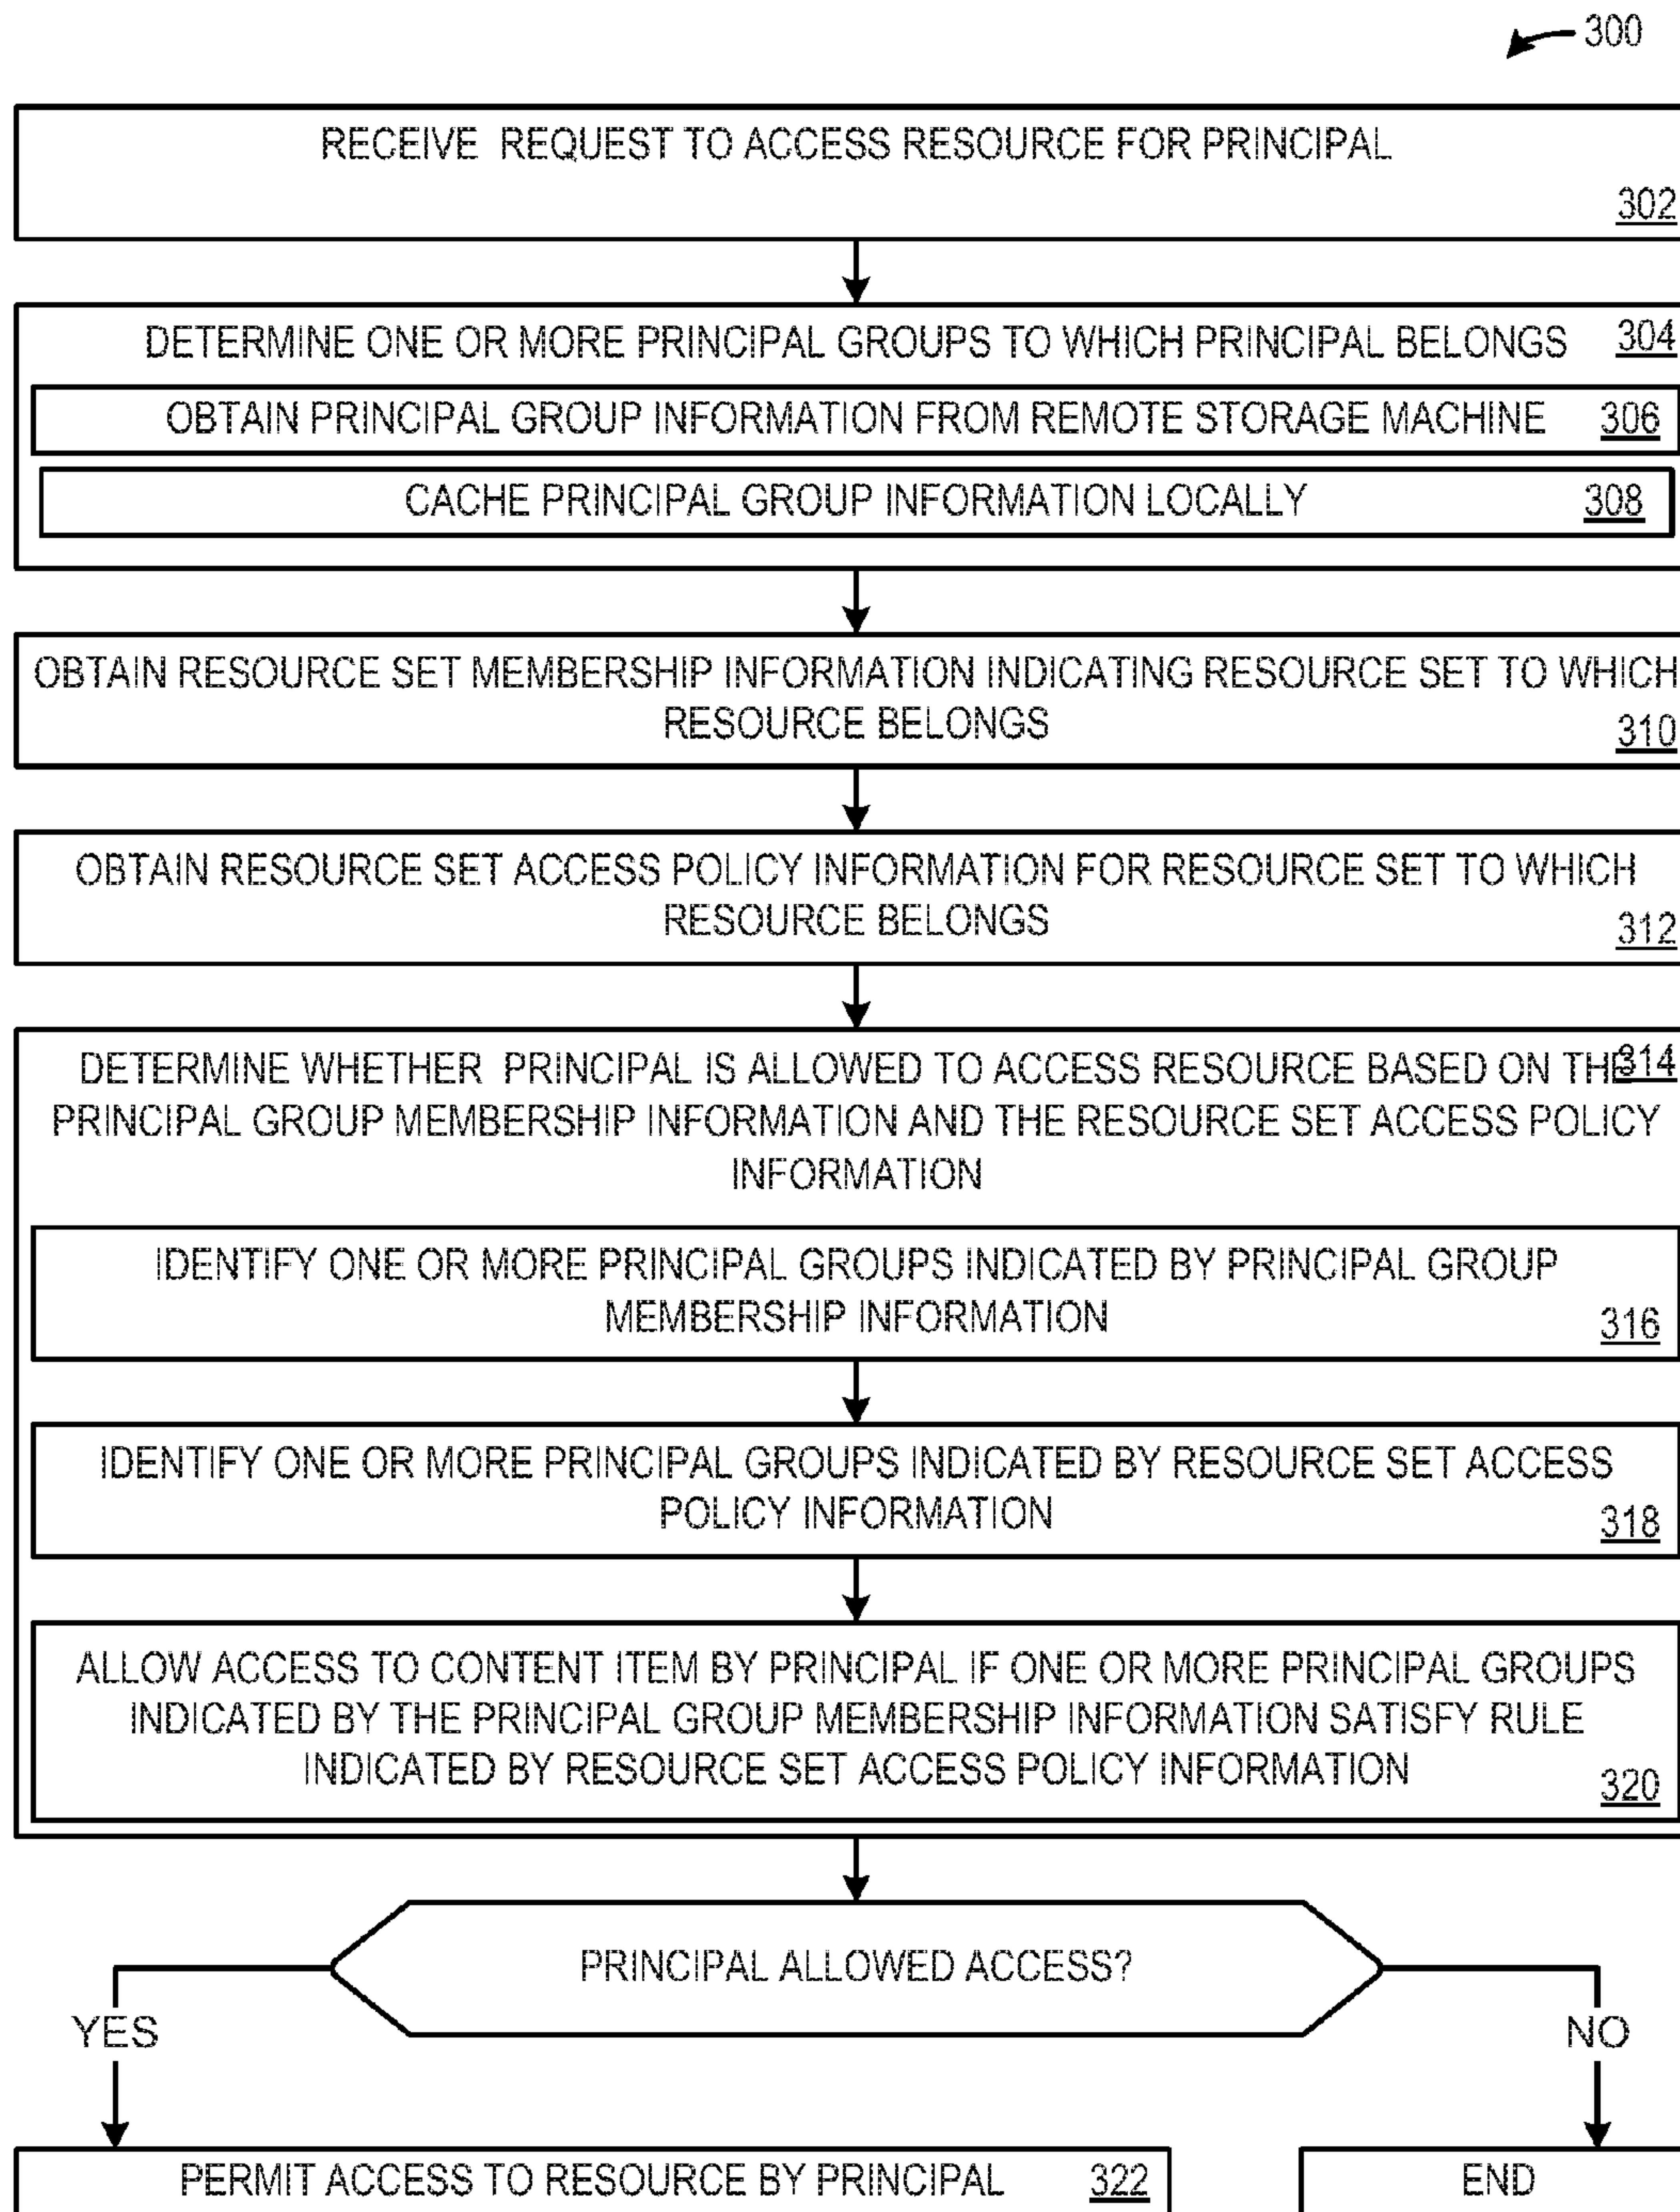 300
RECEIVE REQUEST TO ACCESS RESOURCE FOR PRINCIPAL
302
DETERMINE ONE OR MORE PRINCIPAL GROUPS TO WHICH PRINCIPAL BELONGS 304
OBTAIN PRINCIPAL GROUP INFORMATION FROM REMOTE STORAGE MACHINE 306
CACHE PRINCIPAL GROUP INFORMATION LOCALLY 308
OBTAIN RESOURCE SET MEMBERSHIP INFORMATION INDICATING RESOURCE SET TO WHICH
RESOURCE BELONGS
310
OBTAIN RESOURCE SET ACCESS POLICY INFORMATION FOR RESOURCE SET TO WHICH
RESOURCE BELONGS
312
DETERMINE WHETHER PRINCIPAL IS ALLOWED TO ACCESS RESOURCE BASED ON THE 314
PRINCIPAL GROUP MEMBERSHIP INFORMATION AND THE RESOURCE SET ACCESS POLICY
INFORMATION
IDENTIFY ONE OR MORE PRINCIPAL GROUPS INDICATED BY PRINCIPAL GROUP
MEMBERSHIP INFORMATION
316
IDENTIFY ONE OR MORE PRINCIPAL GROUPS INDICATED BY RESOURCE SET ACCESS
POLICY INFORMATION
318
ALLOW ACCESS TO CONTENT ITEM BY PRINCIPAL IF ONE OR MORE PRINCIPAL GROUPS
INDICATED BY THE PRINCIPAL GROUP MEMBERSHIP INFORMATION SATISFY RULE
INDICATED BY RESOURCE SET ACCESS POLICY INFORMATION
320
PRINCIPAL ALLOWED ACCESS?
YES
NO
PERMIT ACCESS TO RESOURCE BY PRINCIPAL 322
END